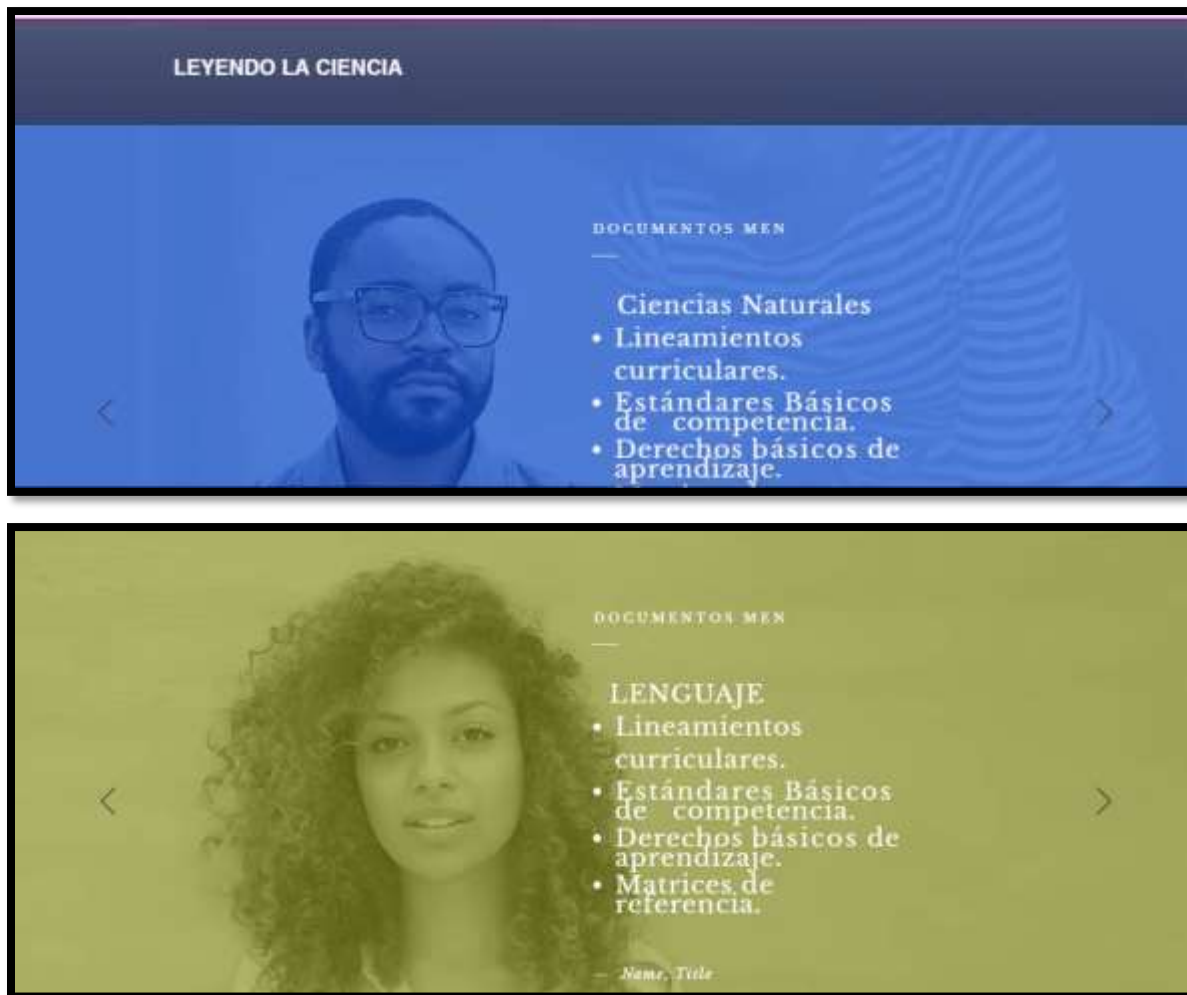 LEYENDO LA CIENCIA
DOCUMENTOS MEN
Ciencias Naturales
• Lineamientos
curriculares.
• Estándares Básicos
de competencia.
• Derechos básicos de
aprendizaje.
DOCUMENTOS MEN
LENGUAJE
• Lineamientos
curriculares.
• Estándares Básicos
de competencia.
• Derechos básicos de
aprendizaje.
• Matrices de
referencia.
— Name, Title